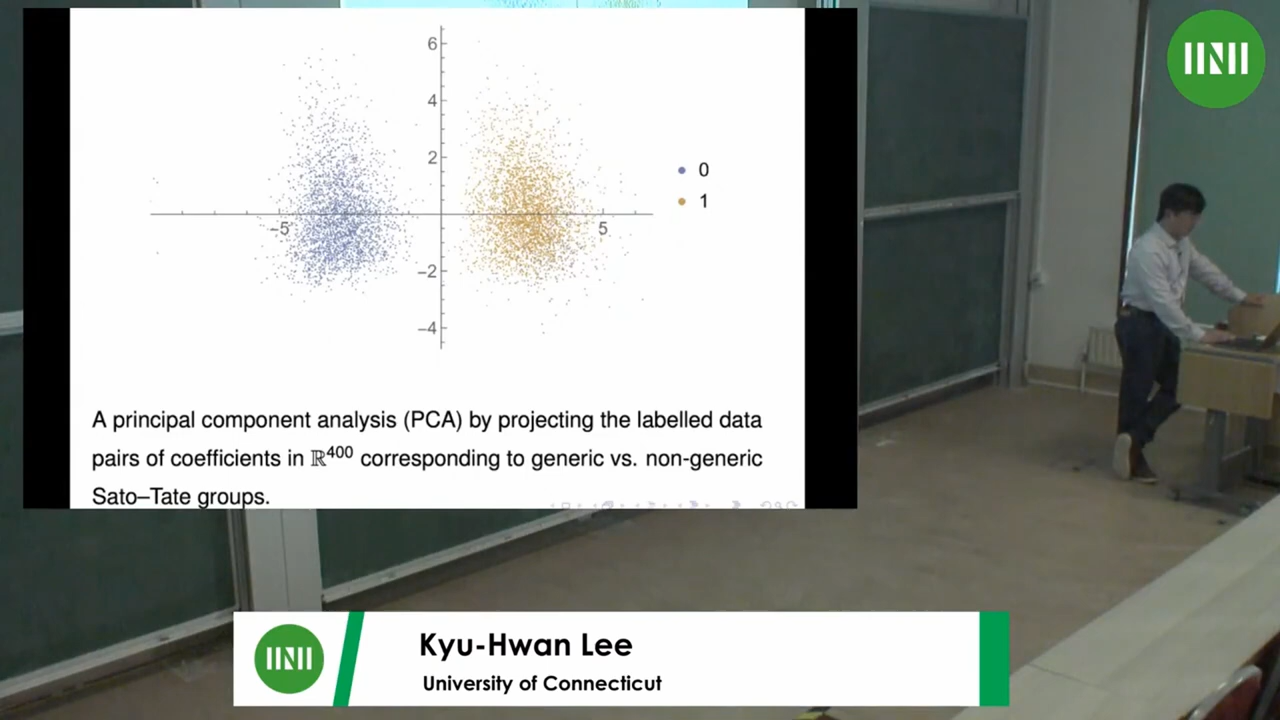 6
4
2
−5
5
−2
−4
0
1
A principal component analysis (PCA) by projecting the labelled data
pairs of coefficients in ℝ⁴⁰⁰ corresponding to generic vs. non-generic
Sato–Tate groups.
Kyu-Hwan Lee
University of Connecticut